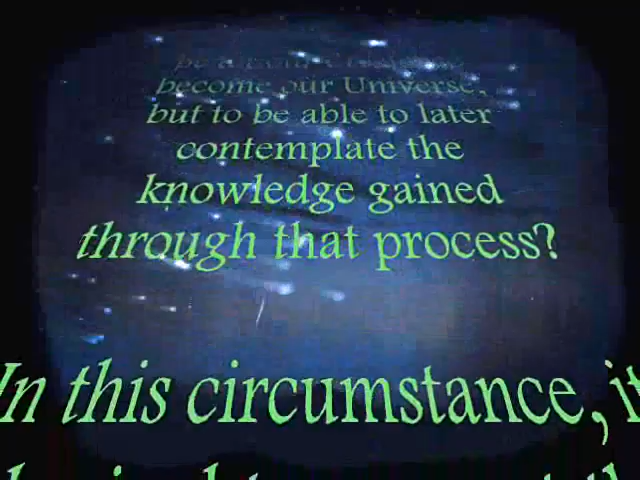 become our Universe,
but to be able to later
contemplate the
knowledge gained
through that process?
In this circumstance, it